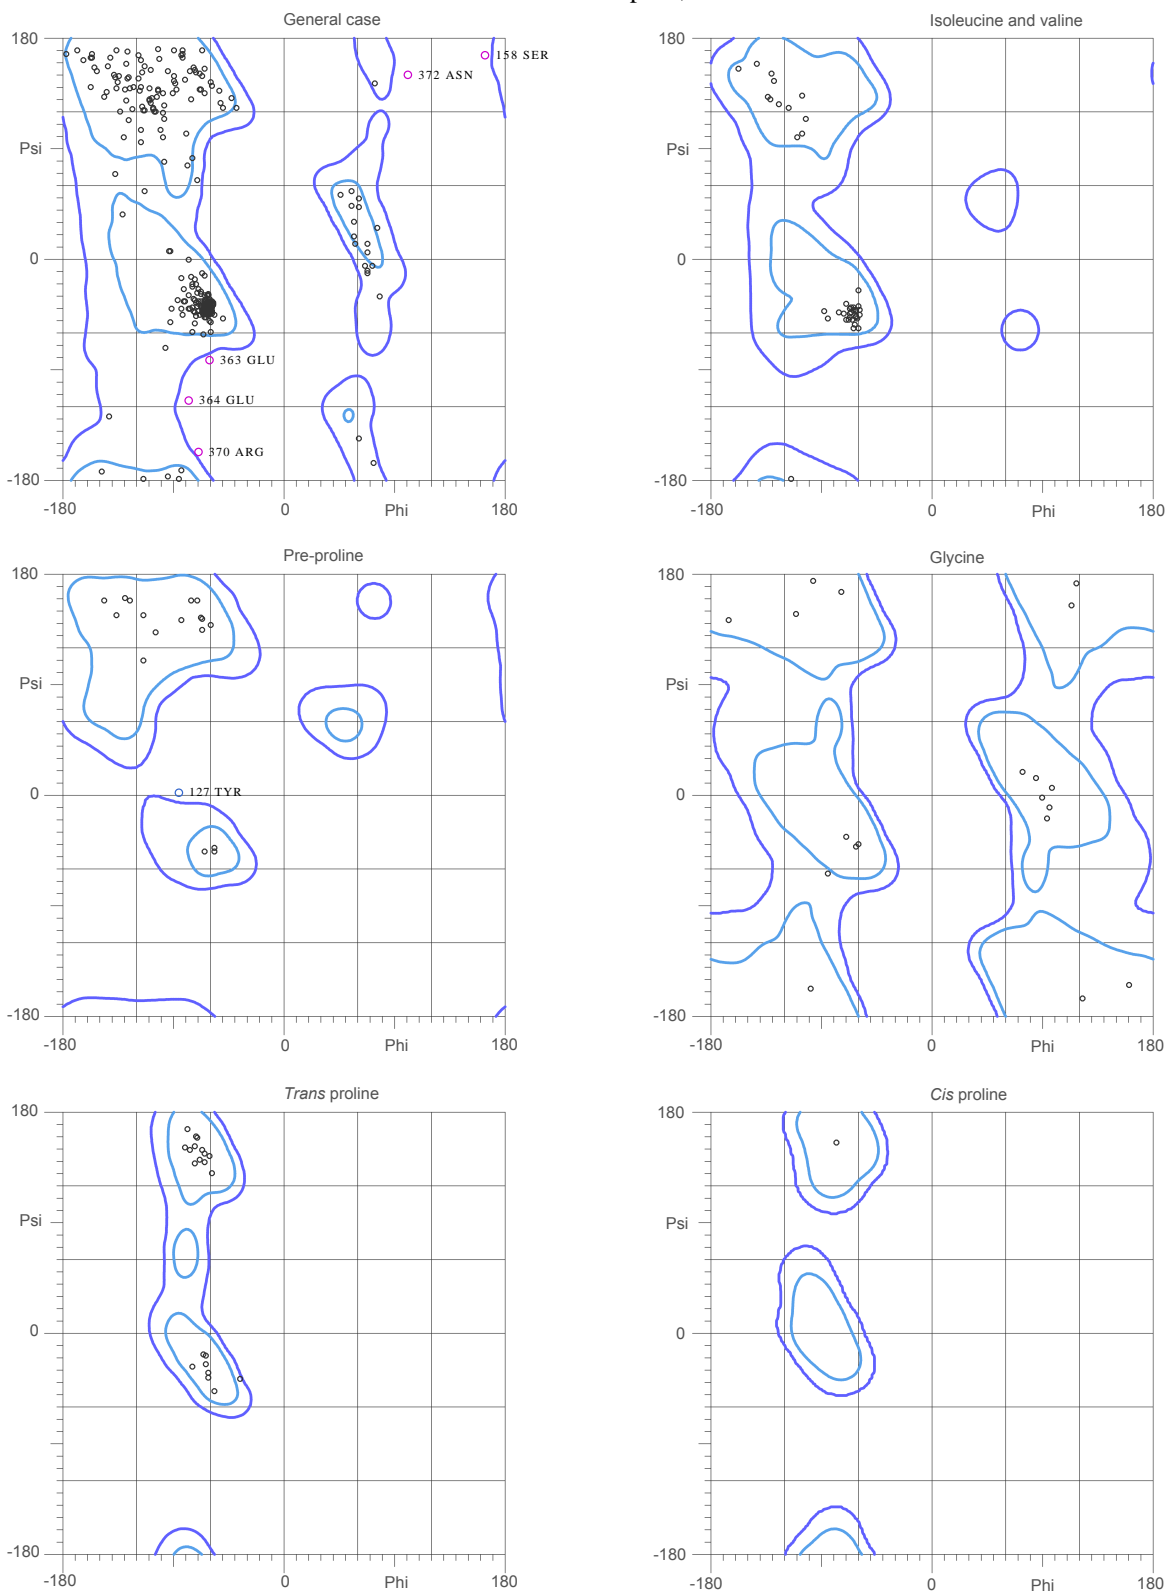 General case
180
Psi
0
-180
-180
0
Phi
180
158 SER
372 ASN
363 GLU
364 GLU
370 ARG
Isoleucine and valine
180
Psi
0
-180
-180
0
Phi
180
Pre-proline
180
Psi
0
-180
-180
0
Phi
180
127 TYR
Glycine
180
Psi
0
-180
-180
0
Phi
180
Trans proline
180
Psi
0
-180
-180
0
Phi
180
Cis proline
180
Psi
0
-180
-180
0
Phi
180